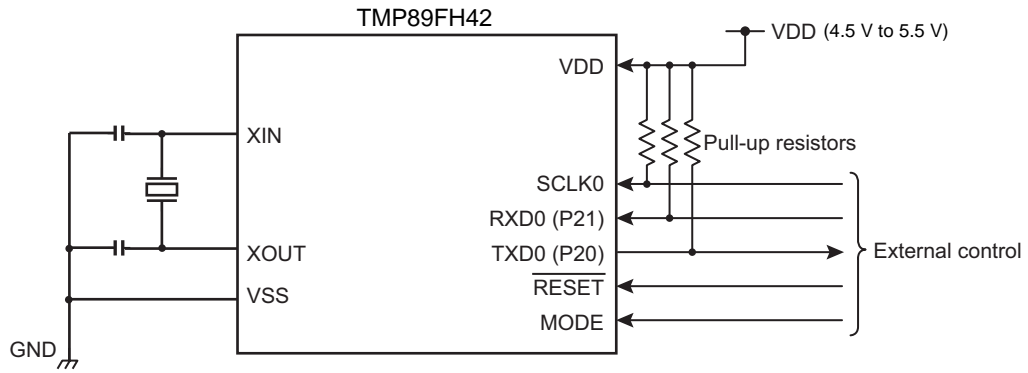 TMP89FH42
VDD (4.5 V to 5.5 V)
VDD
XIN
Pull-up resistors
SCLK0
RXD0 (P21)
XOUT
TXD0 (P20)
External control
VSS
RESET
MODE
GND